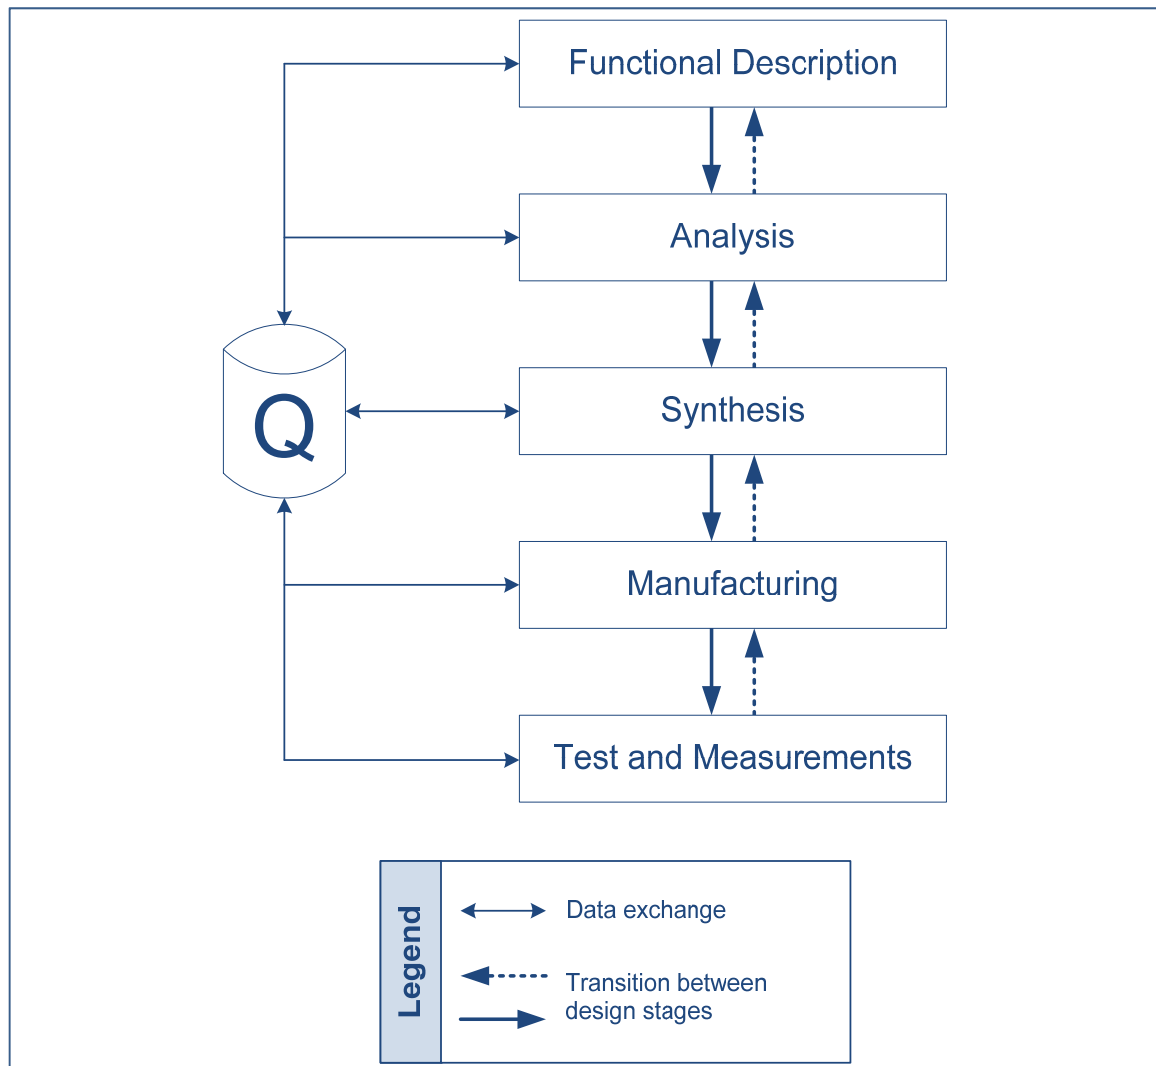 Functional Description
Analysis
Synthesis
Q
Manufacturing
Test and Measurements
Legend
Data exchange
Transition between
design stages